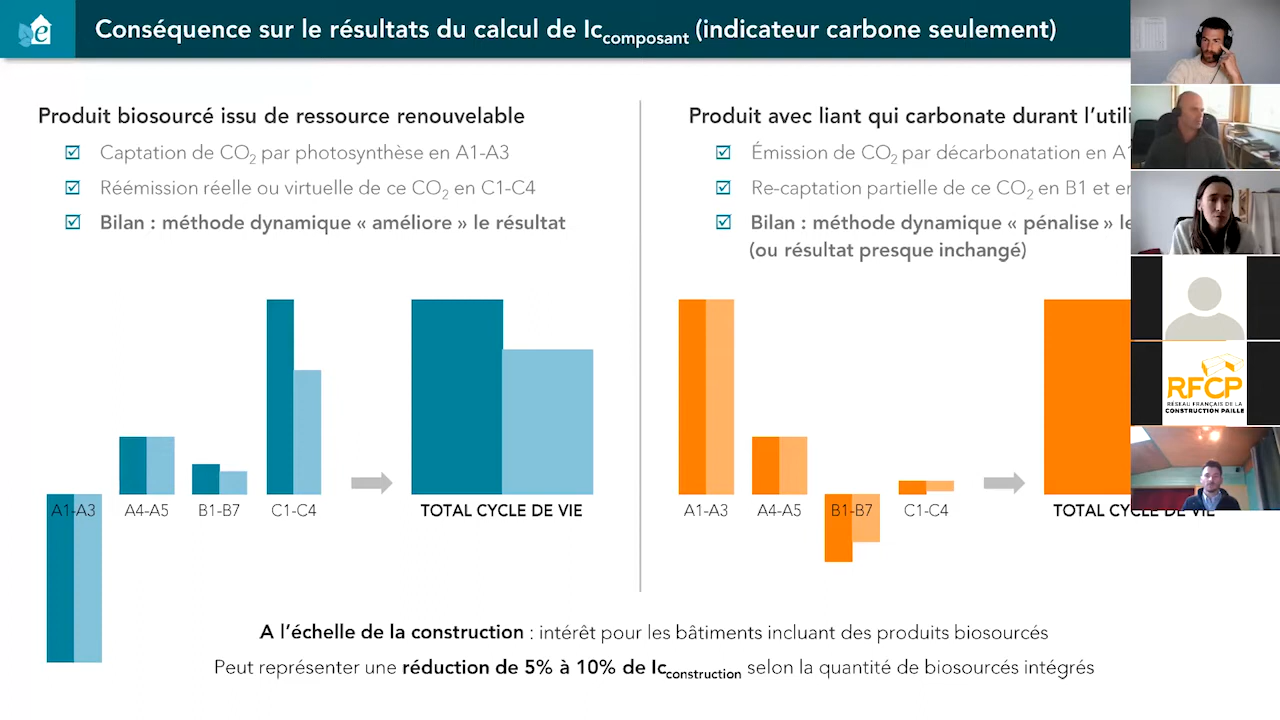 Conséquence sur le résultats du calcul de Iccomposant (indicateur carbone seulement)
Produit biosourcé issu de ressource renouvelable
Captation de CO2 par photosynthèse en A1-A3
Réémission réelle ou virtuelle de ce CO2 en C1-C4
Bilan : méthode dynamique « améliore » le résultat
A1-A3
A4-A5
B1-B7
C1-C4
TOTAL CYCLE DE VIE
Produit avec liant qui carbonate durant l'utili
Émission de CO2 par décarbonatation en A
Re-captation partielle de ce CO2 en B1 et
Bilan : méthode dynamique « pénalise » le
(ou résultat presque inchangé)
A1-A3
A4-A5
B1-B7
C1-C4
TOTAL CYCLE DE VIE
RFCP
RÉSEAU FRANÇAIS DE LA
CONSTRUCTION PAILLE
A l'échelle de la construction : intérêt pour les bâtiments incluant des produits biosourcés
Peut représenter une réduction de 5% à 10% de Icconstruction selon la quantité de biosourcés intégrés